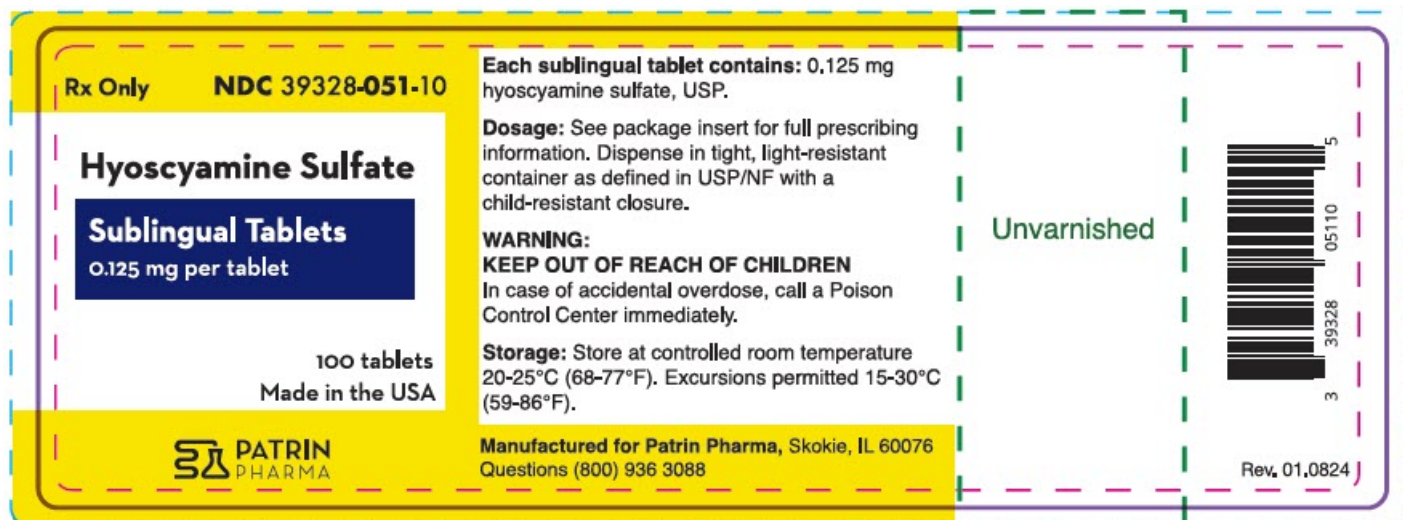 Rx Only NDC 39328-051-10
Hyoscyamine Sulfate
Sublingual Tablets
0.125 mg per tablet
100 tablets
Made in the USA
PATRIN
PHARMA
Each sublingual tablet contains: 0.125 mg
hyoscyamine sulfate, USP.
Dosage: See package insert for full prescribing
information. Dispense in tight, light-resistant
container as defined in USP/NF with a
child-resistant closure.
WARNING:
KEEP OUT OF REACH OF CHILDREN
In case of accidental overdose, call a Poison
Control Center immediately.
Storage: Store at controlled room temperature
20-25°C (68-77°F). Excursions permitted 15-30°C
(59-86°F).
Manufactured for Patrin Pharma, Skokie, IL 60076
Questions (800) 936 3088
Unvarnished
3 39328 05110 5
Rev. 01.0824